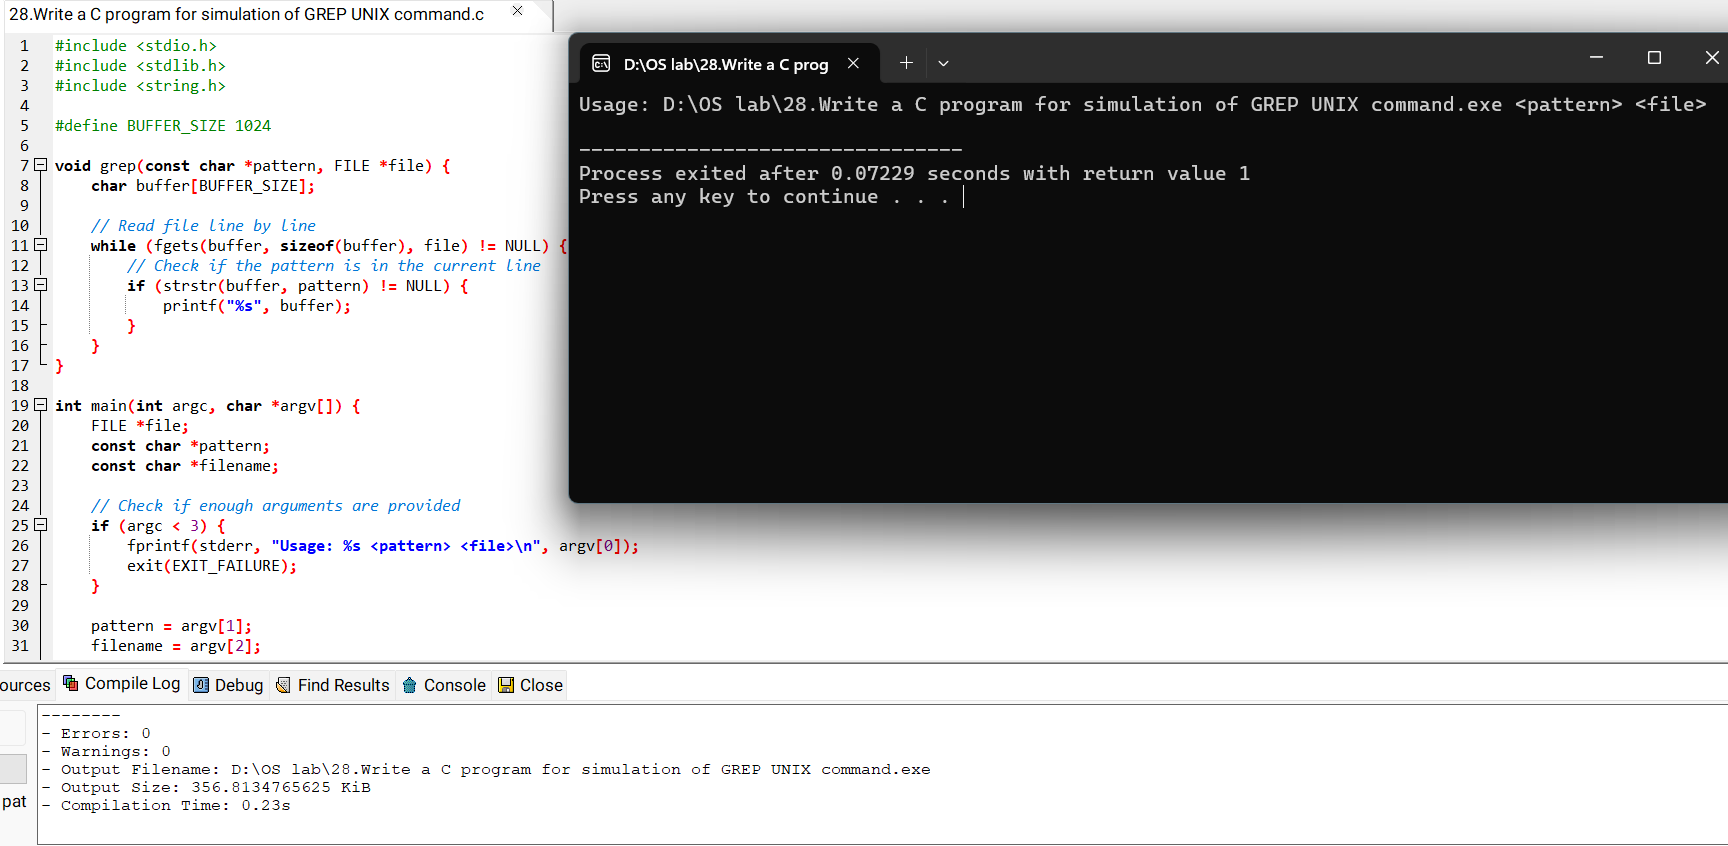 28.Write a C program for simulation of GREP UNIX command.c
1 #include <stdio.h>
2 #include <stdlib.h>
3 #include <string.h>
4
5 #define BUFFER_SIZE 1024
6
7 void grep(const char *pattern, FILE *file) {
8 char buffer[BUFFER_SIZE];
9
10 // Read file line by line
11 while (fgets(buffer, sizeof(buffer), file) != NULL) {
12 // Check if the pattern is in the current line
13 if (strstr(buffer, pattern) != NULL) {
14 printf("%s", buffer);
15 }
16 }
17 }
18
19 int main(int argc, char *argv[]) {
20 FILE *file;
21 const char *pattern;
22 const char *filename;
23
24 // Check if enough arguments are provided
25 if (argc < 3) {
26 fprintf(stderr, "Usage: %s <pattern> <file>\n", argv[0]);
27 exit(EXIT_FAILURE);
28 }
29
30 pattern = argv[1];
31 filename = argv[2];
D:\OS lab\28.Write a C prog
Usage: D:\OS lab\28.Write a C program for simulation of GREP UNIX command.exe <pattern> <file>
--------------------------------
Process exited after 0.07229 seconds with return value 1
Press any key to continue . . .
ources Compile Log Debug Find Results Console Close
--------
- Errors: 0
- Warnings: 0
- Output Filename: D:\OS lab\28.Write a C program for simulation of GREP UNIX command.exe
- Output Size: 356.8134765625 KiB
- Compilation Time: 0.23s
pat